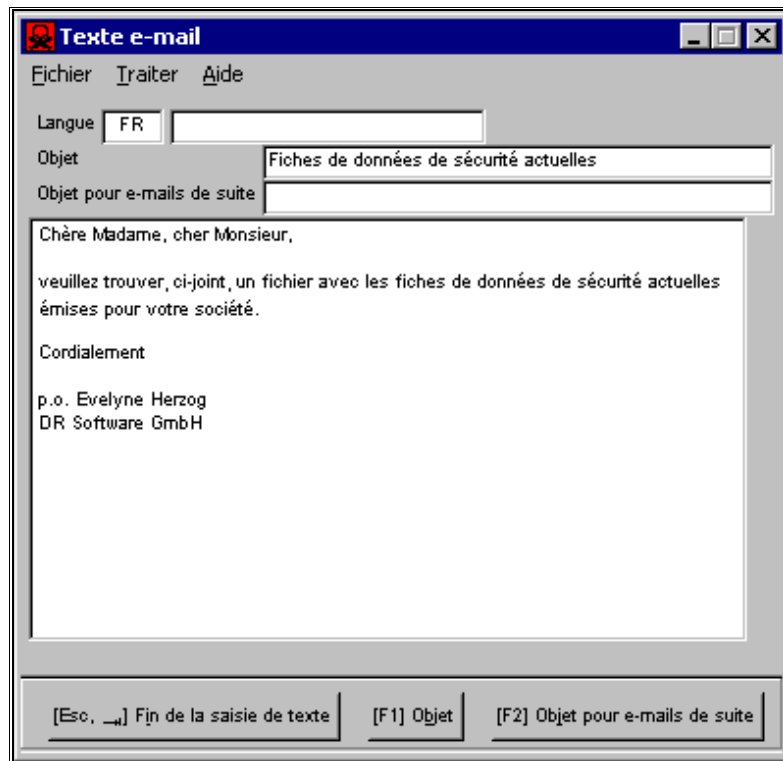 Texte e-mail
Fichier Traiter Aide
Langue FR
Objet Fiches de données de sécurité actuelles
Objet pour e-mails de suite
Chère Madame, cher Monsieur,
veuillez trouver, ci-joint, un fichier avec les fiches de données de sécurité actuelles
émises pour votre société.
Cordialement
p.o. Evelyne Herzog
DR Software GmbH
[Esc, ] Fin de la saisie de texte [F1] Objet [F2] Objet pour e-mails de suite